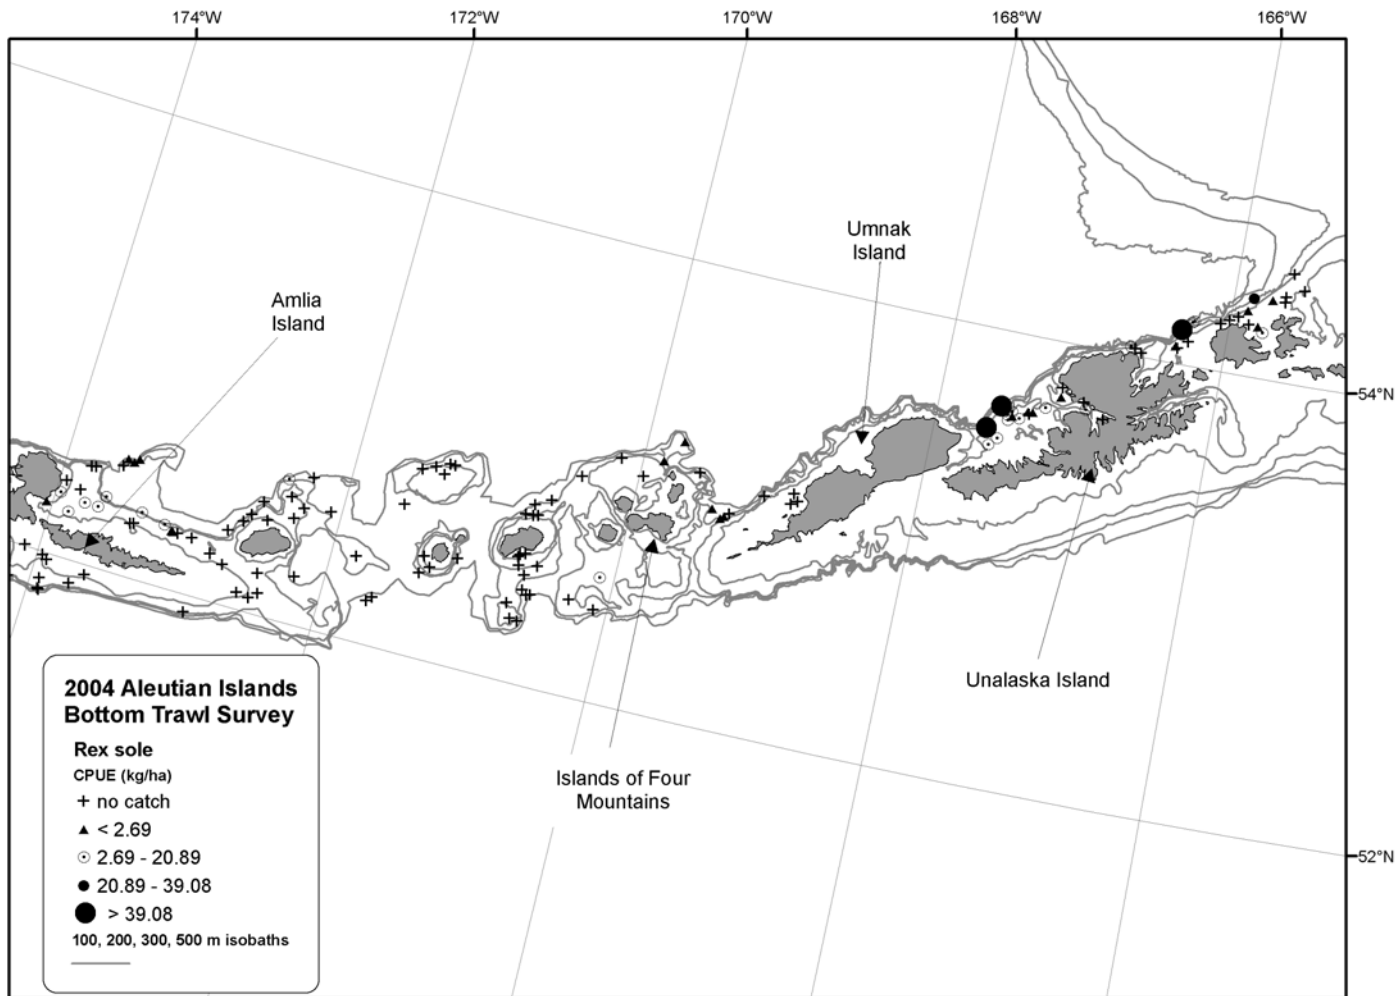 174°W
172°W
170°W
168°W
166°W
Umnak
Island
Amlia
Island
54°N
Unalaska Island
Islands of Four
Mountains
52°N
2004 Aleutian Islands
Bottom Trawl Survey
Rex sole
CPUE (kg/ha)
no catch
< 2.69
2.69 - 20.89
20.89 - 39.08
> 39.08
100, 200, 300, 500 m isobaths